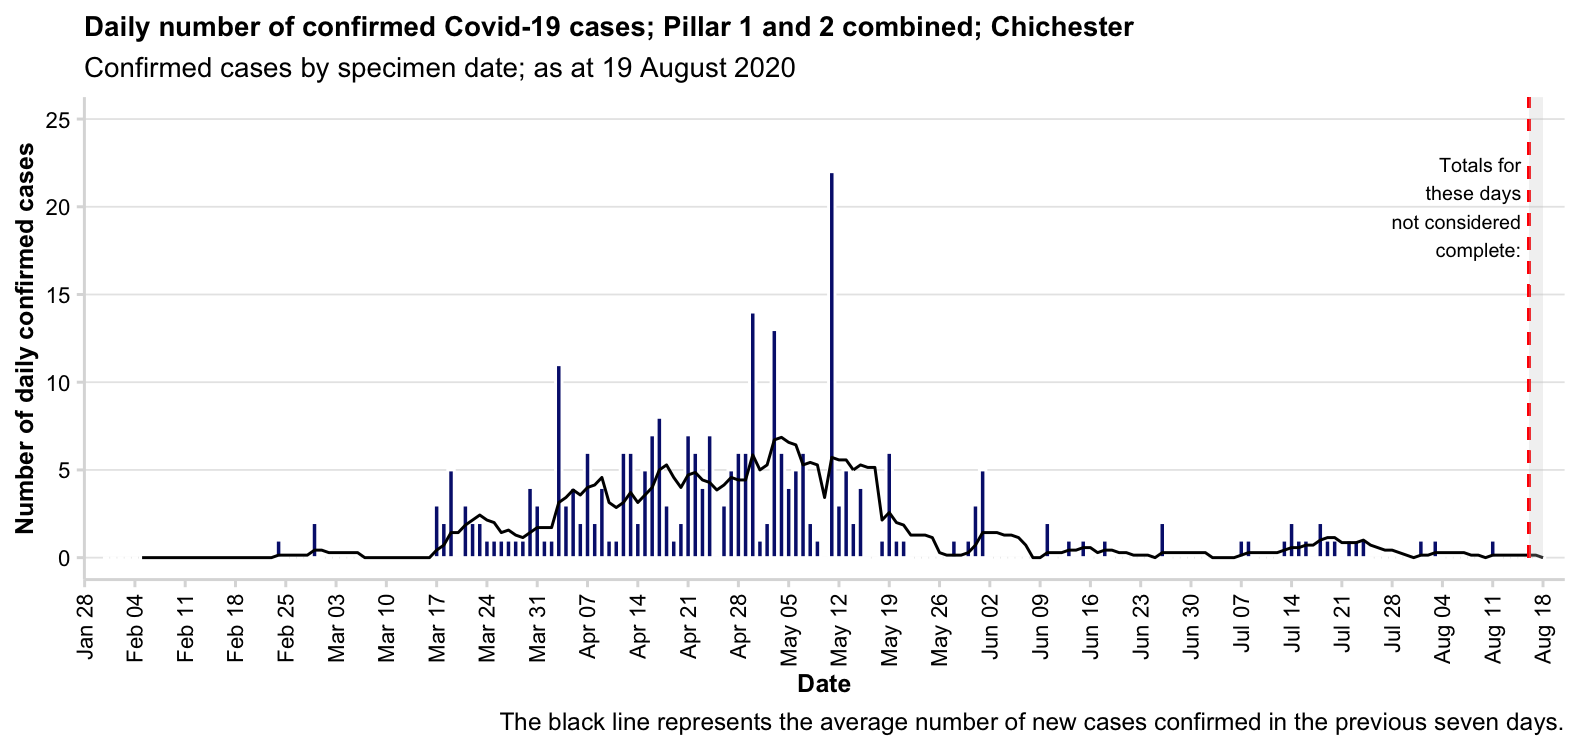 Daily number of confirmed Covid-19 cases; Pillar 1 and 2 combined; Chichester
Confirmed cases by specimen date; as at 19 August 2020
Number of daily confirmed cases
25
20
15
10
5
0
Totals for
these days
not considered
complete:
Jan 28
Feb 04
Feb 11
Feb 18
Feb 25
Mar 03
Mar 10
Mar 17
Mar 24
Mar 31
Apr 07
Apr 14
Apr 21
Apr 28
May 05
May 12
May 19
May 26
Jun 02
Jun 09
Jun 16
Jun 23
Jun 30
Jul 07
Jul 14
Jul 21
Jul 28
Aug 04
Aug 11
Aug 18
Date
The black line represents the average number of new cases confirmed in the previous seven days.